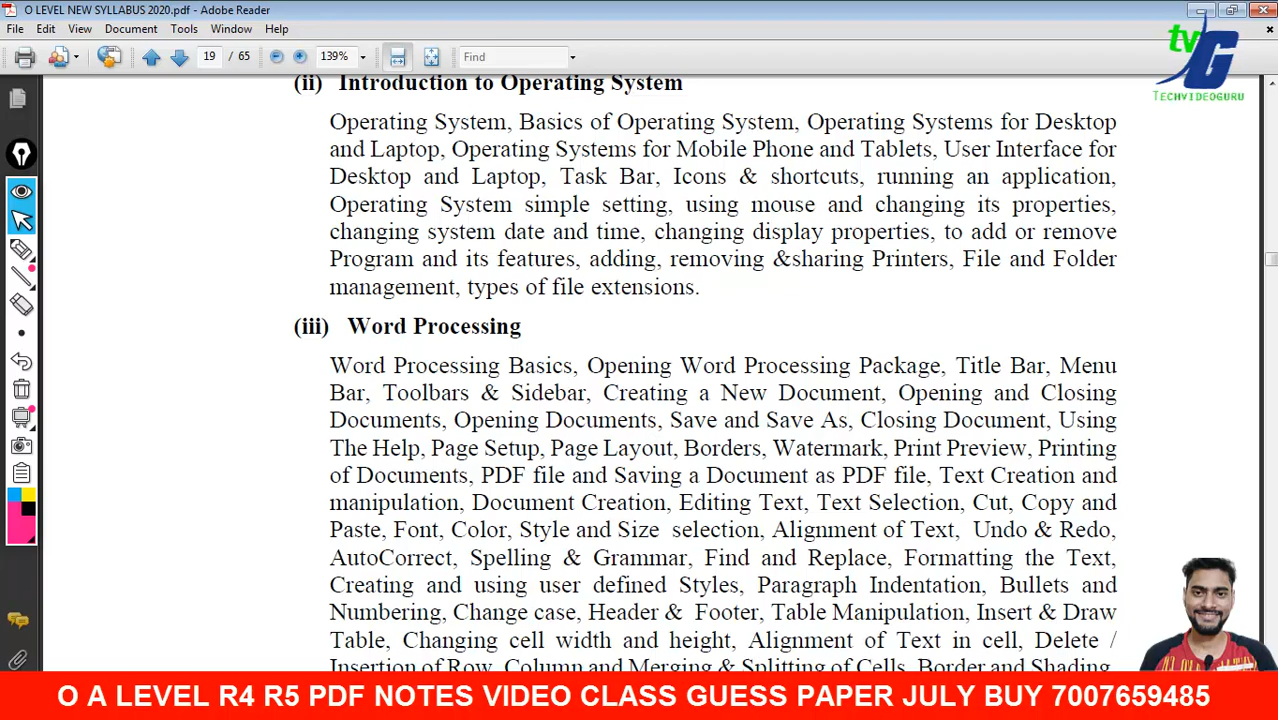 O LEVEL NEW SYLLABUS 2020.pdf - Adobe Reader
File Edit View Document Tools Window Help
19 / 65 139% Find
tvG
TECHVIDEOGURU
(ii) Introduction to Operating System
Operating System, Basics of Operating System, Operating Systems for Desktop
and Laptop, Operating Systems for Mobile Phone and Tablets, User Interface for
Desktop and Laptop, Task Bar, Icons & shortcuts, running an application,
Operating System simple setting, using mouse and changing its properties,
changing system date and time, changing display properties, to add or remove
Program and its features, adding, removing &sharing Printers, File and Folder
management, types of file extensions.
(iii) Word Processing
Word Processing Basics, Opening Word Processing Package, Title Bar, Menu
Bar, Toolbars & Sidebar, Creating a New Document, Opening and Closing
Documents, Opening Documents, Save and Save As, Closing Document, Using
The Help, Page Setup, Page Layout, Borders, Watermark, Print Preview, Printing
of Documents, PDF file and Saving a Document as PDF file, Text Creation and
manipulation, Document Creation, Editing Text, Text Selection, Cut, Copy and
Paste, Font, Color, Style and Size selection, Alignment of Text, Undo & Redo,
AutoCorrect, Spelling & Grammar, Find and Replace, Formatting the Text,
Creating and using user defined Styles, Paragraph Indentation, Bullets and
Numbering, Change case, Header & Footer, Table Manipulation, Insert & Draw
Table, Changing cell width and height, Alignment of Text in cell, Delete /
Insertion of Row, Column and Merging & Splitting of Cells, Border and Shading,
O A LEVEL R4 R5 PDF NOTES VIDEO CLASS GUESS PAPER JULY BUY 7007659485